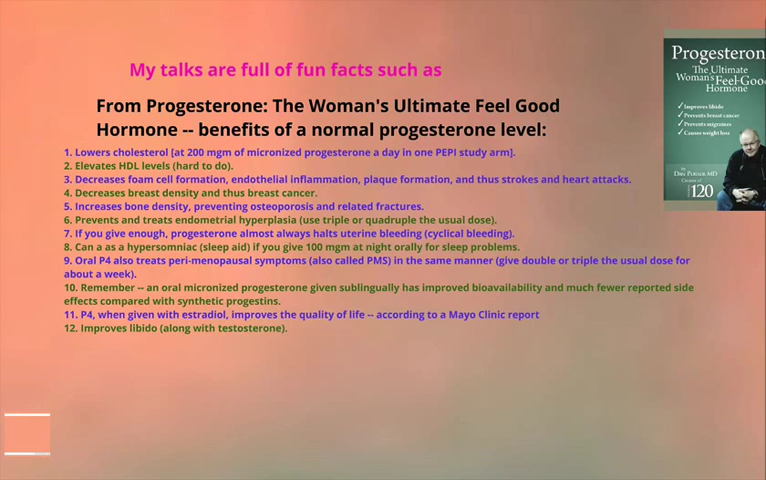 My talks are full of fun facts such as
From Progesterone: The Woman's Ultimate Feel Good
Hormone -- benefits of a normal progesterone level:
1. Lowers cholesterol [at 200 mgm of micronized progesterone a day in one PEPI study arm].
2. Elevates HDL levels (hard to do).
3. Decreases foam cell formation, endothelial inflammation, plaque formation, and thus strokes and heart attacks.
4. Decreases breast density and thus breast cancer.
5. Increases bone density, preventing osteoporosis and related fractures.
6. Prevents and treats endometrial hyperplasia (use triple or quadruple the usual dose).
7. If you give enough, progesterone almost always halts uterine bleeding (cyclical bleeding).
8. Can a as a hypersomniac (sleep aid) if you give 100 mgm at night orally for sleep problems.
9. Oral P4 also treats peri-menopausal symptoms (also called PMS) in the same manner (give double or triple the usual dose for
about a week).
10. Remember -- an oral micronized progesterone given sublingually has improved bioavailability and much fewer reported side
effects compared with synthetic progestins.
11. P4, when given with estradiol, improves the quality of life -- according to a Mayo Clinic report
12. Improves libido (along with testosterone).
Progesteron
The Ultimate
Woman's Feel-Goo
Hormone
✓Improves libido
✓Prevents breast cancer
✓Prevents migraines
✓Causes weight loss
MD
120